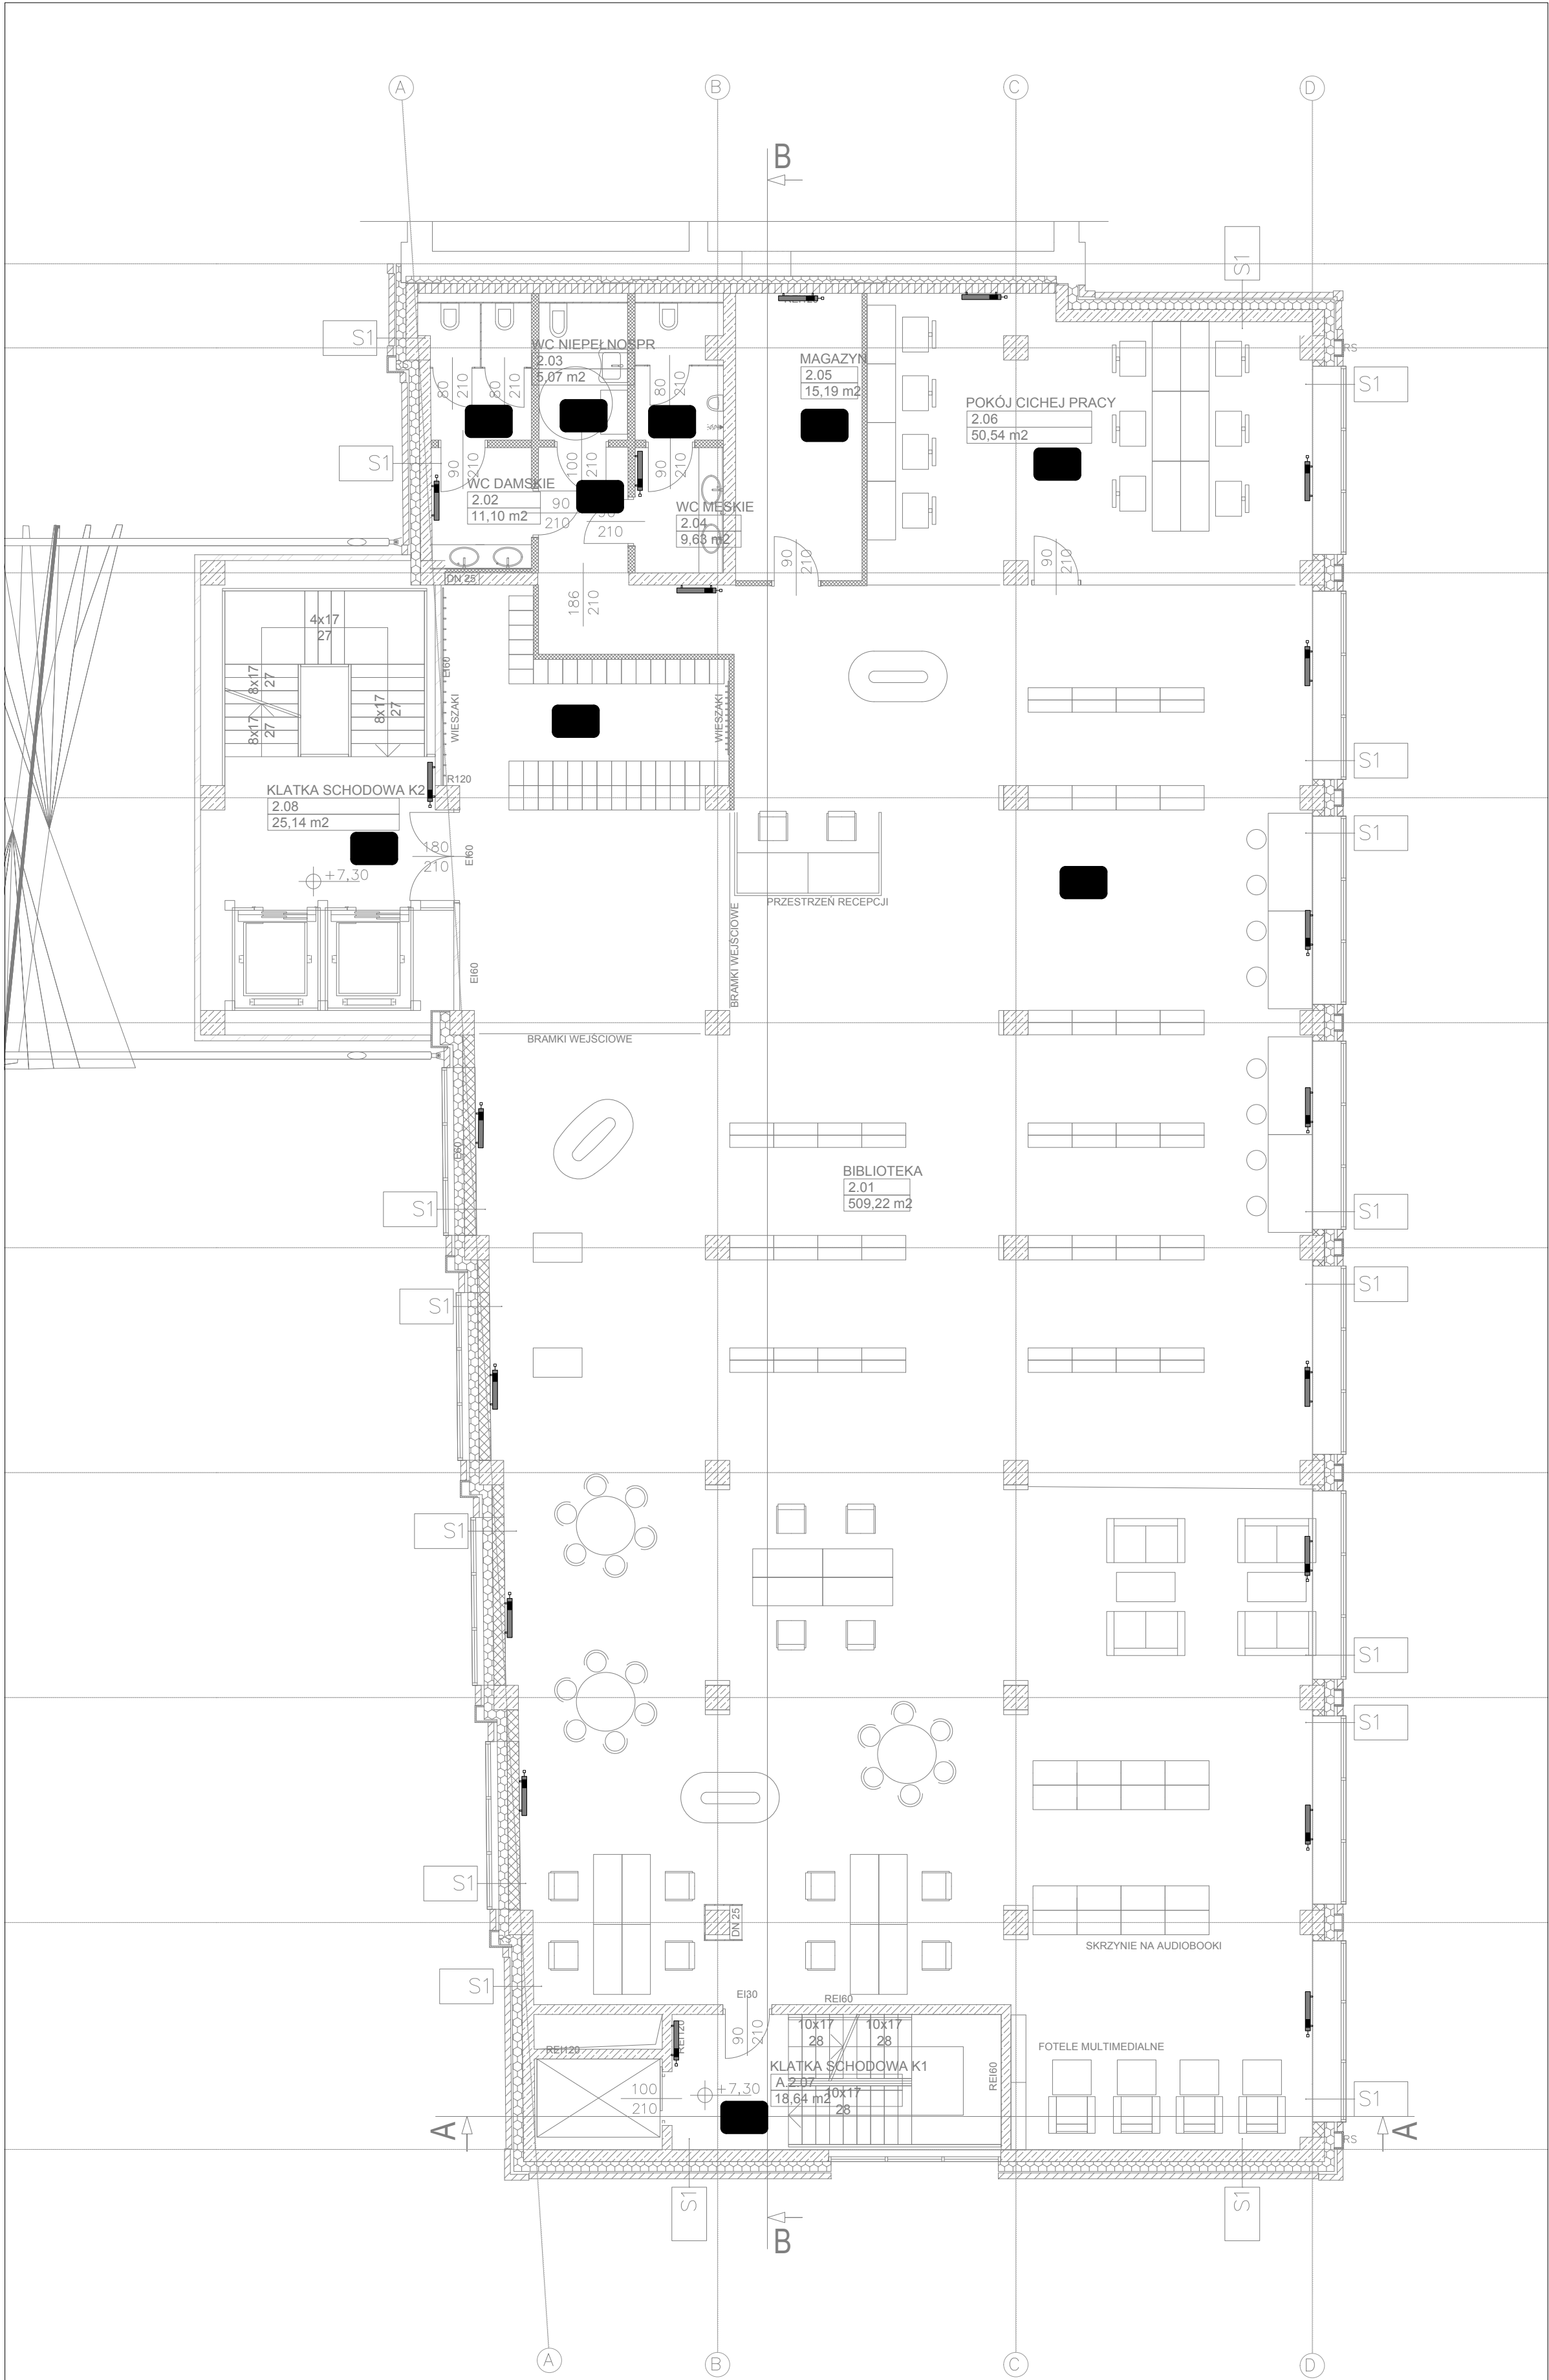 A
B
C
D
B
S1
S1
RS
S1
WC NIEPEŁNOSPR
2.03
5,07 m2
MAGAZYN
2.05
15,19 m2
S1
80
210
80
210
80
210
POKÓJ CICHEJ PRACY
2.06
50,54 m2
S1
90
210
100
210
90
210
WC DAMSKIE
2.02
11,10 m2
90
210
210
WC MĘSKIE
2.04
9,63 m2
90
210
90
210
DN 25
186
210
4x17
27
8x17
27
8x17
27
8x17
27
EI60
WIESZAKI
WIESZAKI
S1
R120
KLATKA SCHODOWA K2
2.08
25,14 m2
S1
180
210
EI60
+7,30
PRZESTRZEŃ RECEPCJI
BRAMKI WEJŚCIOWE
EI60
BRAMKI WEJŚCIOWE
E60
BIBLIOTEKA
2.01
509,22 m2
S1
S1
S1
S1
S1
S1
S1
S1
DN 25
SKRZYNIE NA AUDIOBOOKI
S1
EI30
REI60
90
210
10x17
28
10x17
28
REI120
REI120
FOTELE MULTIMEDIALNE
KLATKA SCHODOWA K1
A.2.07
18,64 m2
10x17
28
REI60
100
210
+7,30
S1
A
A
RS
S1
S1
B
A
B
C
D